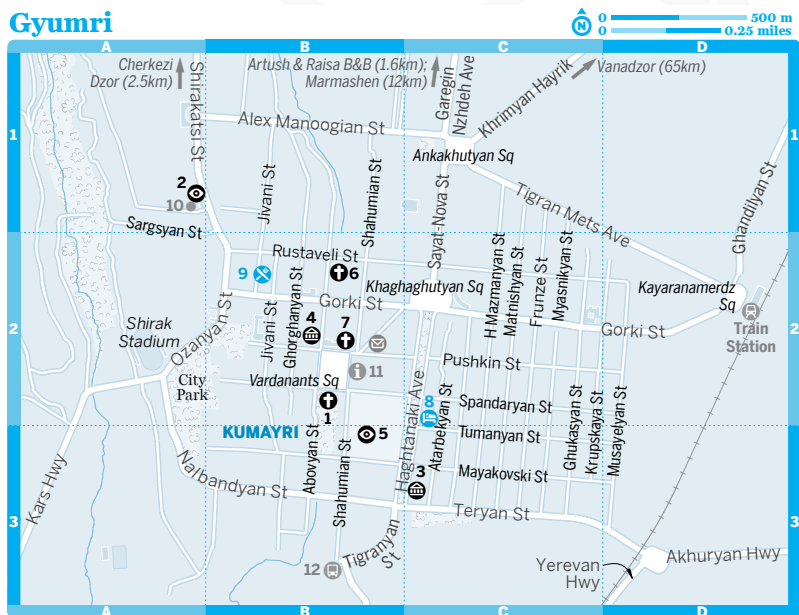 Gyumri
N
0 500 m
0 0.25 miles
A
B
C
D
Cherkezi
Dzor (2.5km)
Artush & Raisa B&B (1.6km);
Marmashen (12km)
Vanadzor (65km)
Shirakatsi St
Garegin
Nzhdeh Ave
Khrimyan Hayrik
Alex Manoogian St
1
1
Ankakhutyan Sq
2
10
Jivani St
Shahumian St
Sayat-Nova St
Tigran Mets Ave
Ghandilyan St
Sargsyan St
Rustaveli St
9
6
Ghorghanyan St
Khaghaghutyan Sq
H Mazmanyan St
Matnishyan St
Frunze St
Myasnikyan St
Kayaranamerdz
Sq
Gorki St
Gorki St
Ozanyan St
Shirak
Stadium
Jivani St
4
7
2
2
Train
Station
Pushkin St
11
City
Park
Vardanants Sq
8
1
Spandaryan St
KUMAYRI
5
Tumanyan St
Haghtanaki Ave
Atarbekyan St
Ghukasyan St
Krupskaya St
Musayelyan St
Abovyan St
Shahumian St
Mayakovski St
3
Kars Hwy
Nalbandyan St
Teryan St
3
3
Tigranyan
St
12
Akhuryan Hwy
Yerevan
Hwy
A
B
C
D